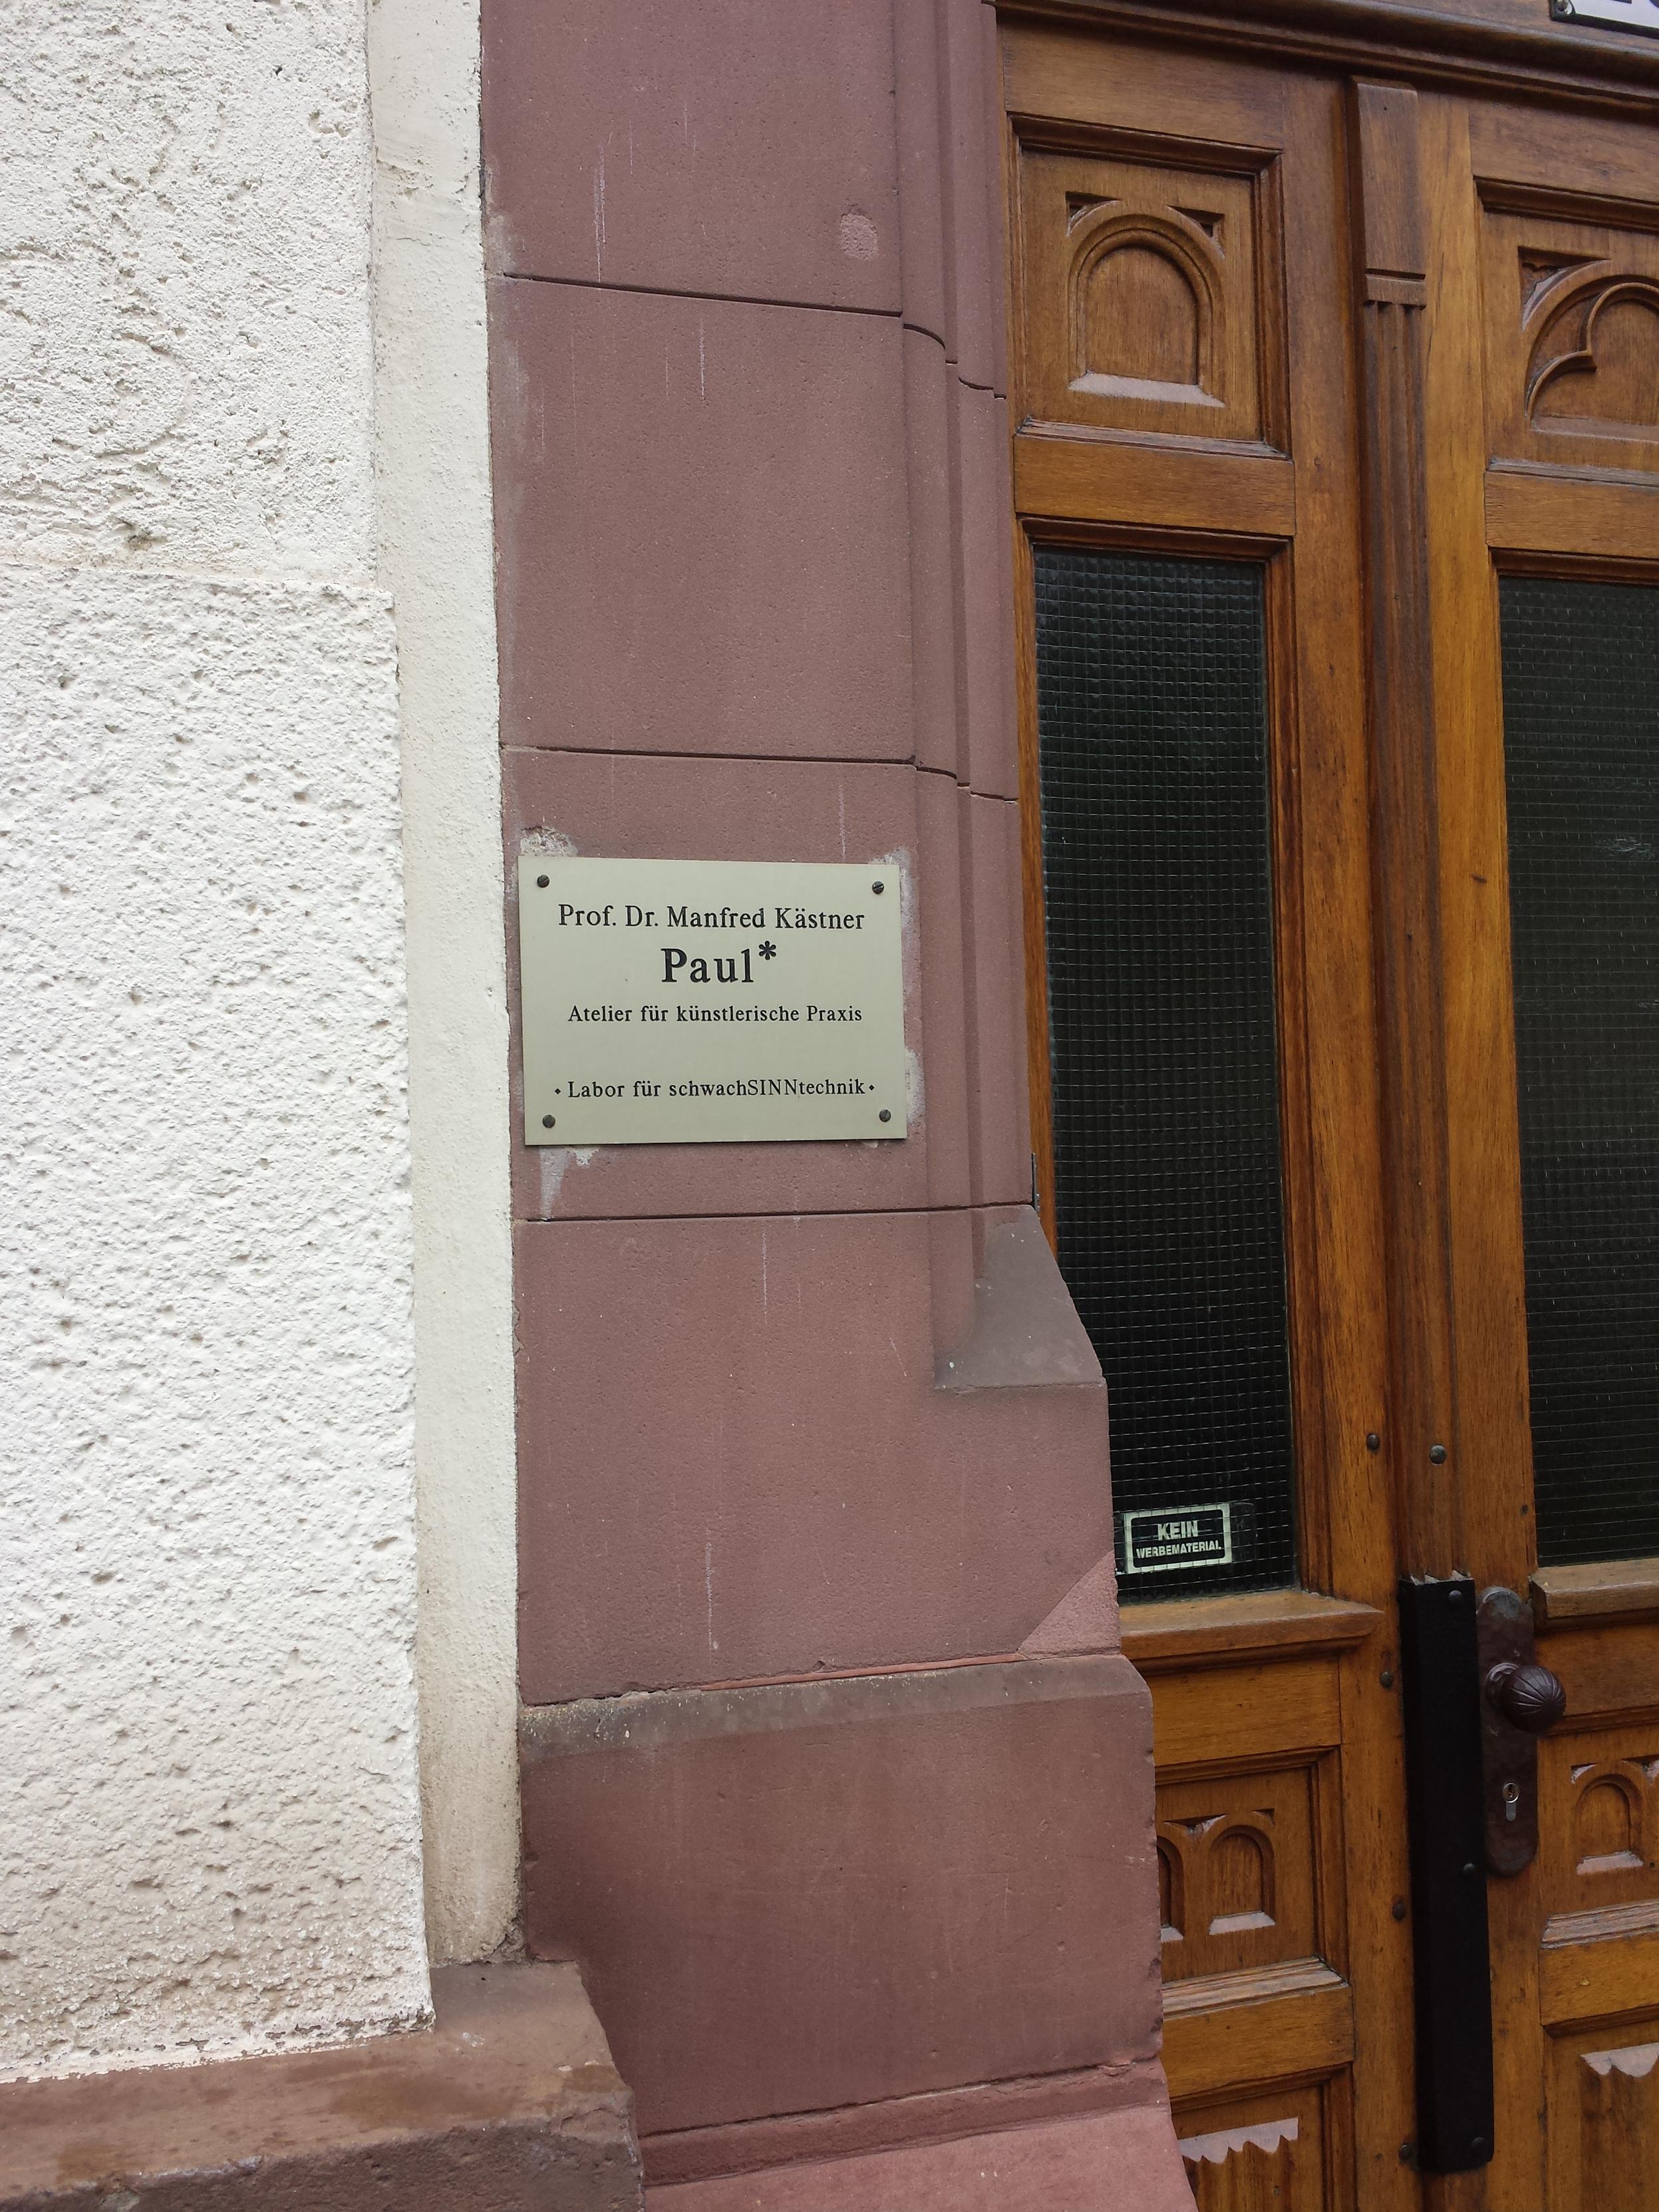 Prof. Dr. Manfred Kästner
Paul*
Atelier für künstlerische Praxis
• Labor für schwachSINNtechnik •
KEIN
WERBEMATERIAL